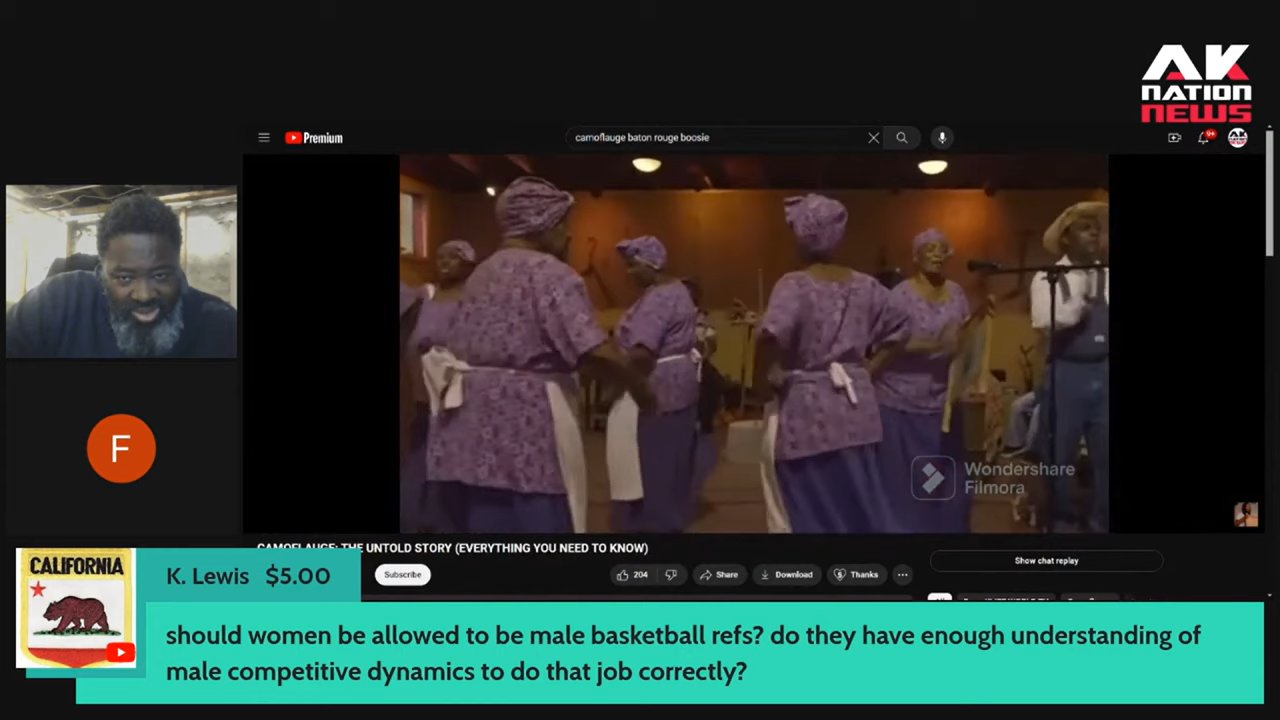 AK
NATION
NEWS
Premium
camoflauge baton rouge boosie
9+
Wondershare
Filmora
F
CAMOFLAUGE: THE UNTOLD STORY (EVERYTHING YOU NEED TO KNOW)
Subscribe
204
Share
Download
Thanks
Show chat replay
CALIFORNIA
K. Lewis $5.00
should women be allowed to be male basketball refs? do they have enough understanding of
male competitive dynamics to do that job correctly?